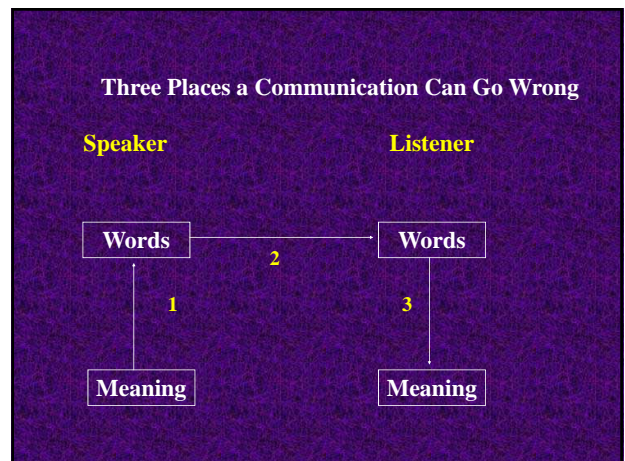 Three Places a Communication Can Go Wrong
Speaker Listener
Words Words
2
1 3
Meaning Meaning